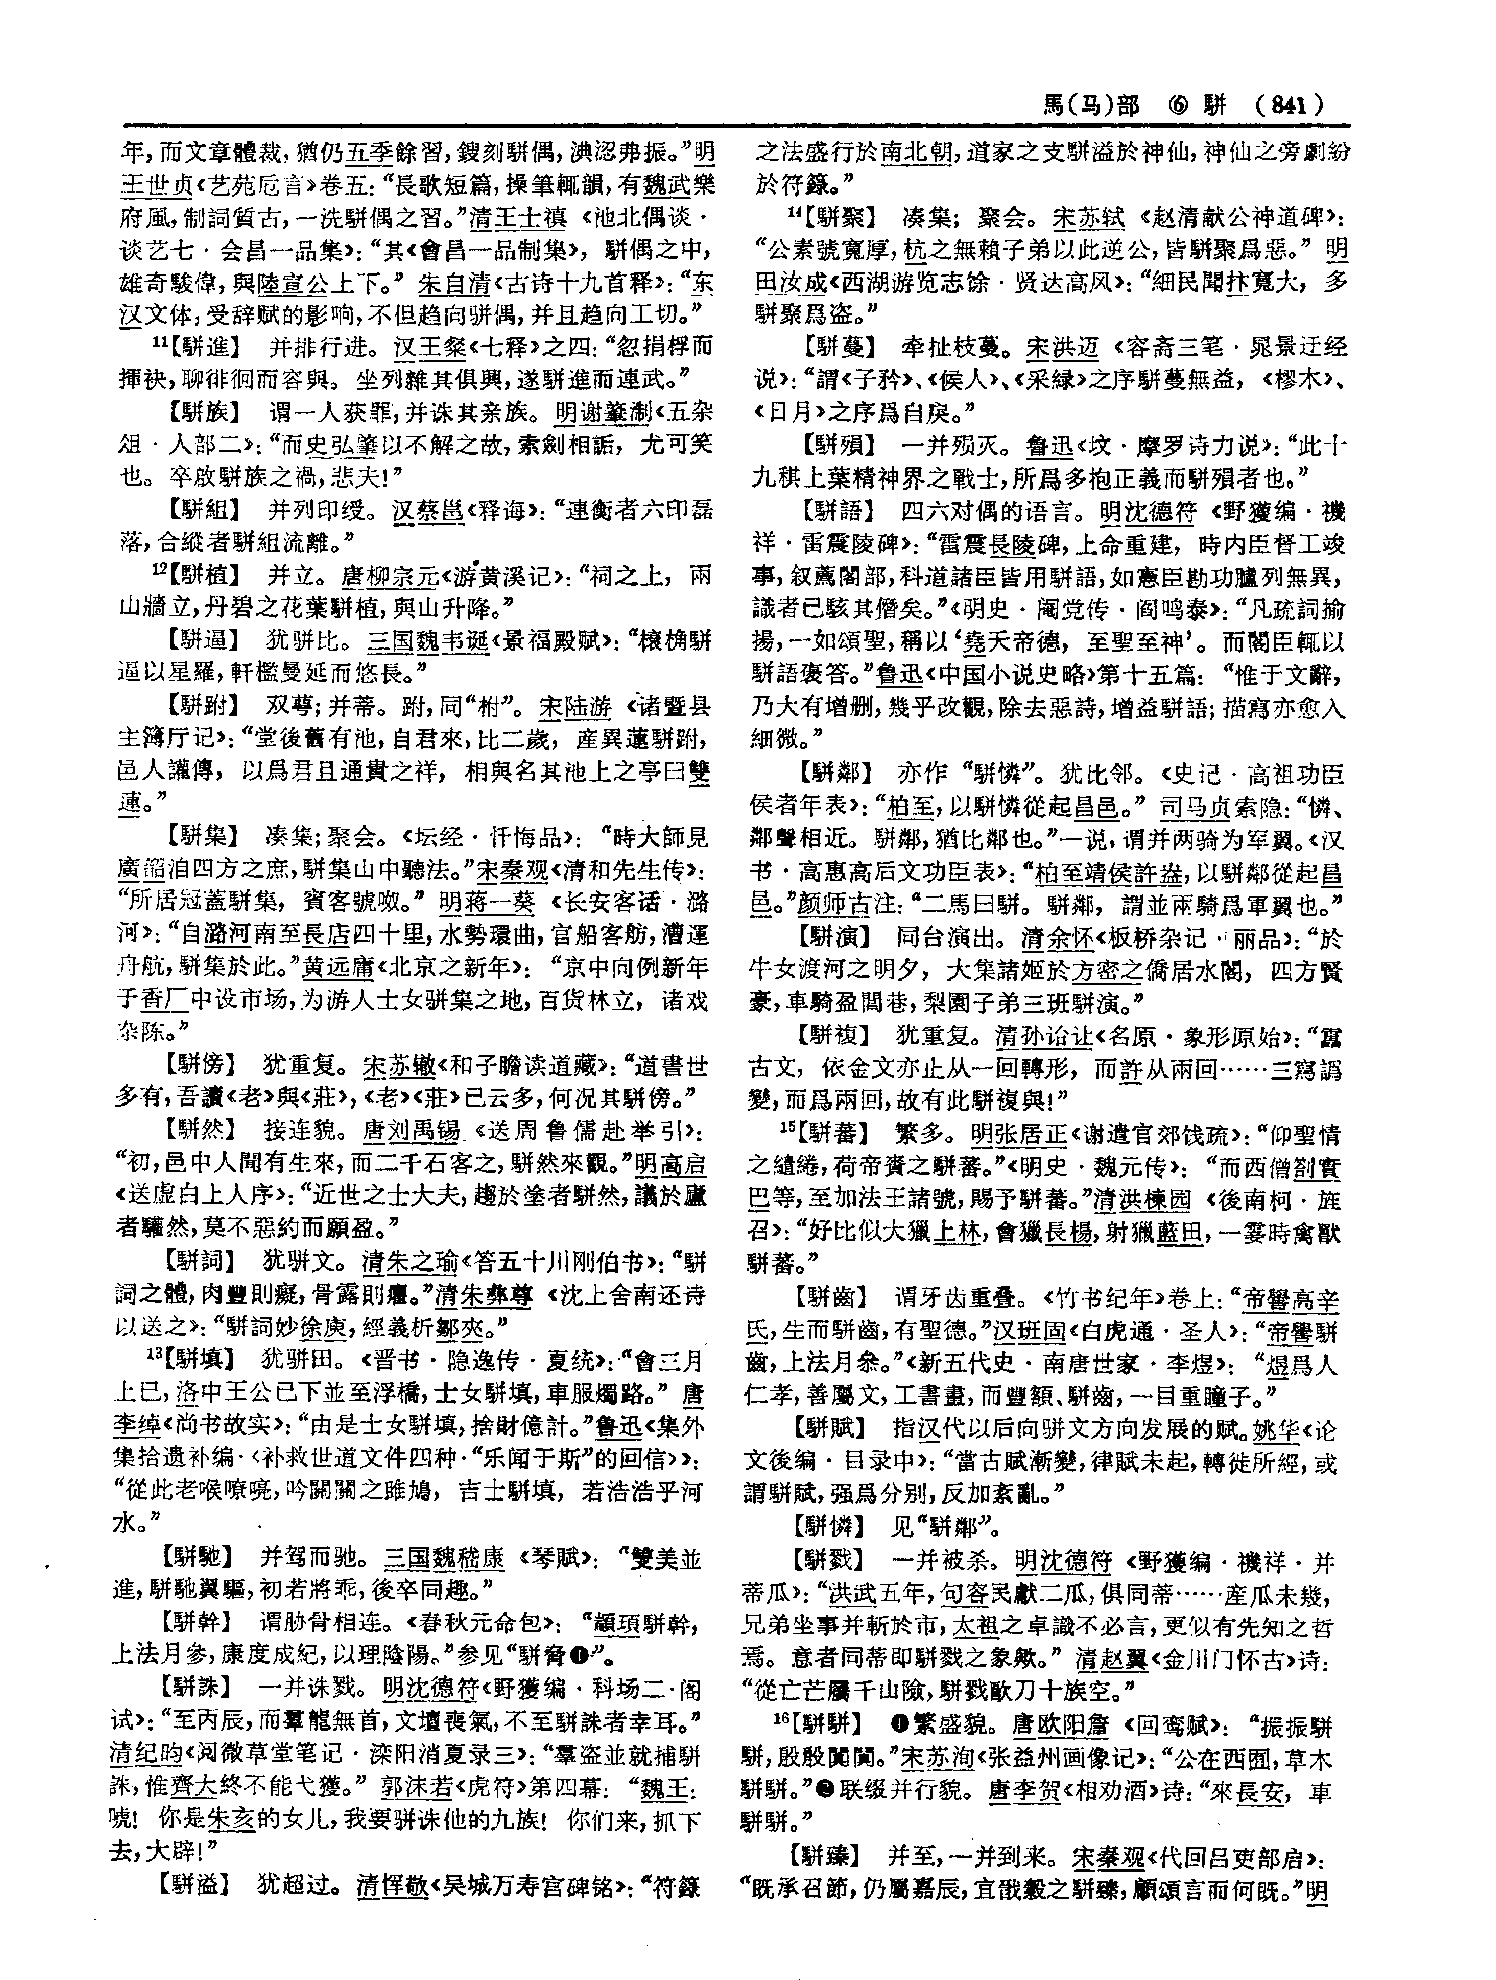 馬(马)部 ⑥ 駢 (841)
年，而文章體裁，猶仍五季餘習，鎪刻駢偶，淟涊弗振。”明
王世贞《艺苑卮言》卷五：“長歌短篇，操筆輒韻，有魏武樂
府風，制詞質古，一洗駢偶之習。”清王士禛《池北偶谈·
谈艺七·会昌一品集》：“其《會昌一品制集》，駢偶之中，
雄奇駿偉，與陸宣公上下。”朱自清《古诗十九首释》：“东
汉文体，受辞赋的影响，不但趋向骈偶，并且趋向工切。”
11【駢進】 并排行进。汉王粲《七释》之四：“忽捐桴而
揮袂，聊徘徊而容與。坐列雜其俱興，遂駢進而連武。”
【駢族】 谓一人获罪，并诛其亲族。明谢肇淛《五杂
俎·人部二》：“而史弘肇以不解之故，索劍相詬，尤可笑
也。卒啟駢族之禍，悲夫！”
【駢組】 并列印绶。汉蔡邕《释诲》：“連衡者六印磊
落，合縱者駢組流離。”
12【駢植】 并立。唐柳宗元《游黄溪记》：“祠之上，兩
山牆立，丹碧之花葉駢植，與山升降。”
【駢逼】 犹骈比。三国魏韦诞《景福殿赋》：“榱桷駢
逼以星羅，軒檻曼延而悠長。”
【駢跗】 双萼；并蒂。跗，同“柎”。宋陆游《诸暨县
主簿厅记》：“堂後舊有池，自君來，比二歲，產異蓮駢跗，
邑人讙傳，以爲君且通貴之祥，相與名其池上之亭曰雙
蓮。”
【駢集】 凑集；聚会。《坛经·忏悔品》：“時大師見
廣韶洎四方之庶，駢集山中聽法。”宋秦观《清和先生传》：
“所居冠蓋駢集，賓客號呶。”明蒋一葵《长安客话·潞
河》：“自潞河南至長店四十里，水勢環曲，官船客舫，漕運
舟航，駢集於此。”黄远庸《北京之新年》：“京中向例新年
于香厂中设市场，为游人士女骈集之地，百货林立，诸戏
杂陈。”
【駢傍】 犹重复。宋苏辙《和子瞻读道藏》：“道書世
多有，吾讀《老》與《莊》，《老》《莊》已云多，何况其駢傍。”
【駢然】 接连貌。唐刘禹锡《送周鲁儒赴举引》：
“初，邑中人聞有生來，而二千石客之，駢然來觀。”明高启
《送虚白上人序》：“近世之士大夫，趨於塗者駢然，議於廬
者驩然，莫不惡約而願盈。”
【駢詞】 犹骈文。清朱之瑜《答五十川刚伯书》：“駢
詞之體，肉豐則癡，骨露則癯。”清朱彝尊《沈上舍南还诗
以送之》：“駢詞妙徐庾，經義析鄒夾。”
13【駢填】 犹骈田。《晋书·隐逸传·夏统》：“會三月
上巳，洛中王公已下並至浮橋，士女駢填，車服燭路。”唐
李绰《尚书故实》：“由是士女駢填，捨財億計。”鲁迅《集外
集拾遗补编·〈补救世道文件四种·“乐闻于斯”的回信〉》：
“從此老喉嘹亮，吟關關之雎鳩，吉士駢填，若浩浩乎河
水。”
【駢馳】 并驾而驰。三国魏嵇康《琴赋》：“雙美並
進，駢馳翼驅，初若將乖，後卒同趣。”
【駢幹】 谓胁骨相连。《春秋元命包》：“顓頊駢幹，
上法月參，康度成紀，以理陰陽。”参见“駢脅❶”。
【駢誅】 一并诛戮。明沈德符《野獲编·科场二·阁
试》：“至丙辰，而羣龍無首，文壇喪氣，不至駢誅者幸耳。”
清纪昀《阅微草堂笔记·滦阳消夏录三》：“羣盗並就捕駢
誅，惟齊大終不能弋獲。”郭沫若《虎符》第四幕：“魏王：
唬！你是朱亥的女儿，我要骈诛他的九族！你们来，抓下
去，大辟！”
【駢溢】 犹超过。清恽敬《吴城万寿宫碑铭》：“符籙
之法盛行於南北朝，道家之支駢溢於神仙，神仙之旁劇紛
於符籙。”
14【駢聚】 凑集；聚会。宋苏轼《赵清献公神道碑》：
“公素號寬厚，杭之無賴子弟以此逆公，皆駢聚爲惡。”明
田汝成《西湖游览志馀·贤达高风》：“細民聞抃寬大，多
駢聚爲盗。”
【駢蔓】 牵扯枝蔓。宋洪迈《容斋三笔·晁景迂经
说》：“謂《子矜》、《侯人》、《采緑》之序駢蔓無益，《樛木》、
《日月》之序爲自戾。”
【駢殞】 一并殒灭。鲁迅《坟·摩罗诗力说》：“此十
九稘上葉精神界之戰士，所爲多抱正義而駢殞者也。”
【駢語】 四六对偶的语言。明沈德符《野獲编·禨
祥·雷震陵碑》：“雷震長陵碑，上命重建，時内臣督工竣
事，叙薦閣部，科道諸臣皆用駢語，如憲臣勘功臚列無異，
識者已駭其僭矣。”《明史·阉党传·阎鸣泰》：“凡疏詞揄
揚，一如頌聖，稱以‘堯天帝德，至聖至神’。而閣臣輒以
駢語褒答。”鲁迅《中国小说史略》第十五篇：“惟于文辭，
乃大有增删，幾乎改觀，除去惡詩，增益駢語；描寫亦愈入
細微。”
【駢鄰】 亦作“駢憐”。犹比邻。《史记·高祖功臣
侯者年表》：“柏至，以駢憐從起昌邑。”司马贞索隐：“憐、
鄰聲相近。駢鄰，猶比鄰也。”一说，谓并两骑为军翼。《汉
书·高惠高后文功臣表》：“柏至靖侯許盎，以駢鄰從起昌
邑。”颜师古注：“二馬曰駢。駢鄰，謂並兩騎爲軍翼也。”
【駢演】 同台演出。清余怀《板桥杂记·丽品》：“於
牛女渡河之明夕，大集諸姬於方密之僑居水閣，四方賢
豪，車騎盈閭巷，梨園子弟三班駢演。”
【駢複】 犹重复。清孙诒让《名原·象形原始》：“
古文，依金文亦止从一回轉形，而許从兩回……三寫譌
變，而爲兩回，故有此駢複與！”
15【駢蕃】 繁多。明张居正《谢遣官郊饯疏》：“仰聖情
之繾綣，荷帝賚之駢蕃。”《明史·魏元传》：“而西僧劄實
巴等，至加法王諸號，賜予駢蕃。”清洪楝园《後南柯·旌
召》：“好比似大獵上林，會獵長楊，射獵藍田，一霎時禽獸
駢蕃。”
【駢齒】 谓牙齿重叠。《竹书纪年》卷上：“帝嚳高辛
氏，生而駢齒，有聖德。”汉班固《白虎通·圣人》：“帝嚳駢
齒，上法月參。”《新五代史·南唐世家·李煜》：“煜爲人
仁孝，善屬文，工書畫，而豐額、駢齒，一目重瞳子。”
【駢賦】 指汉代以后向骈文方向发展的赋。姚华《论
文後编·目录中》：“當古賦漸變，律賦未起，轉徙所經，或
謂駢賦，强爲分别，反加紊亂。”
【駢憐】 见“駢鄰”。
【駢戮】 一并被杀。明沈德符《野獲编·禨祥·并
蒂瓜》：“洪武五年，句容民獻二瓜，俱同蒂……産瓜未幾，
兄弟坐事并斬於市，太祖之卓識不必言，更似有先知之哲
焉。意者同蒂即駢戮之象歟。”清赵翼《金川门怀古》诗：
“從亡芒屩千山險，駢戮歐刀十族空。”
16【駢駢】 ❶繁盛貌。唐欧阳詹《回鸾赋》：“振振駢
駢，殷殷闐闐。”宋苏洵《张益州画像记》：“公在西囿，草木
駢駢。”❷联缀并行貌。唐李贺《相劝酒》诗：“來長安，車
駢駢。”
【駢臻】 并至，一并到来。宋秦观《代回吕吏部启》：
“既承召節，仍屬嘉辰，宜戩穀之駢臻，顧頌言而何既。”明